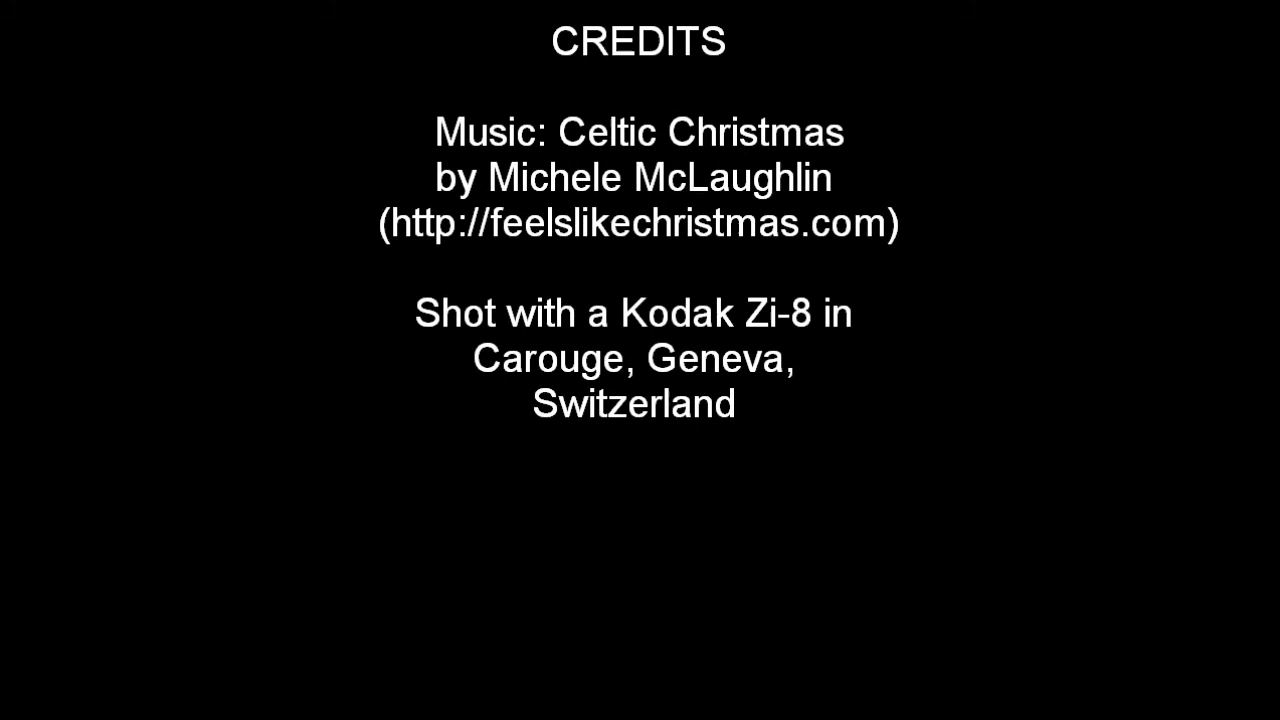 CREDITS
Music: Celtic Christmas
by Michele McLaughlin
(http://feelslikechristmas.com)
Shot with a Kodak Zi-8 in
Carouge, Geneva,
Switzerland